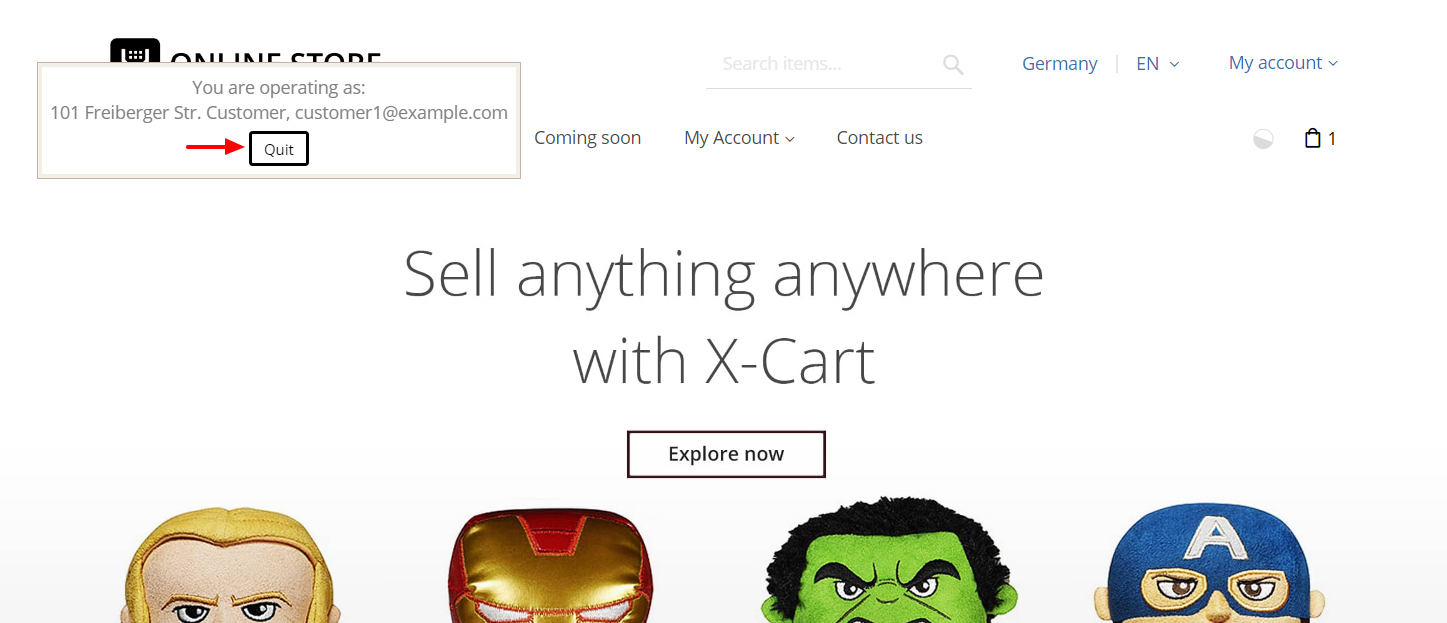 ONLINE STORE
Search items...
Germany
EN
My account
You are operating as:
101 Freiberger Str. Customer, customer1@example.com
Quit
Coming soon
My Account
Contact us
1
Sell anything anywhere
with X-Cart
Explore now
A